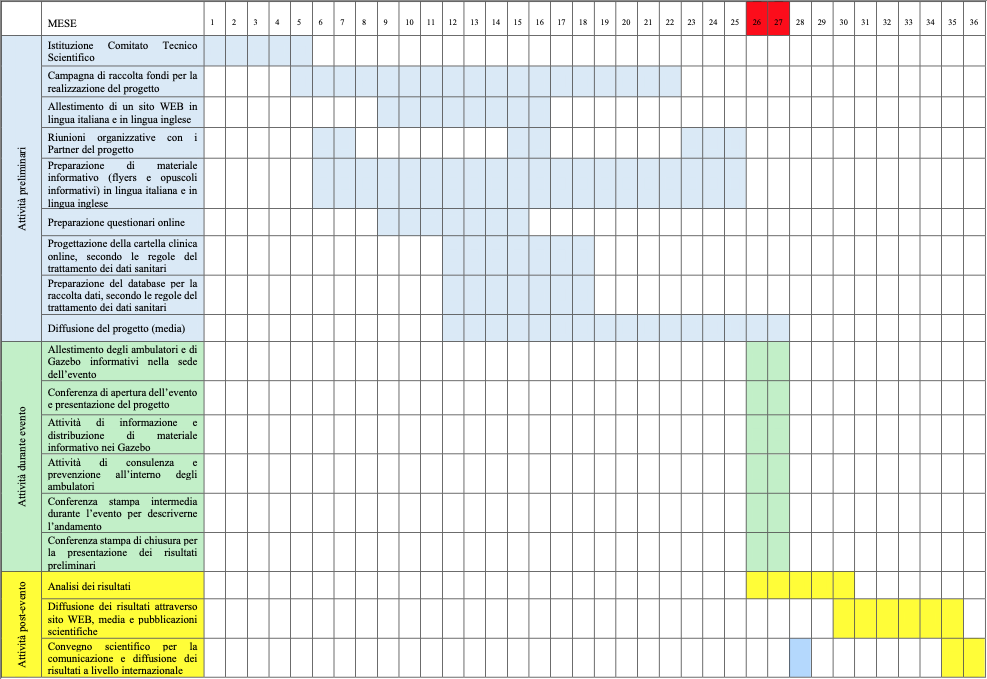 MESE 1 2 3 4 5 6 7 8 9 10 11 12 13 14 15 16 17 18 19 20 21 22 23 24 25 26 27 28 29 30 31 32 33 34 35 36
Attività preliminari
Istituzione Comitato Tecnico
Scientifico
Campagna di raccolta fondi per la
realizzazione del progetto
Allestimento di un sito WEB in
lingua italiana e in lingua inglese
Riunioni organizzative con i
Partner del progetto
Preparazione di materiale
informativo (flyers e opuscoli
informativi) in lingua italiana e in
lingua inglese
Preparazione questionari online
Progettazione della cartella clinica
online, secondo le regole del
trattamento dei dati sanitari
Preparazione del database per la
raccolta dati, secondo le regole del
trattamento dei dati sanitari
Diffusione del progetto (media)
Attività durante evento
Allestimento degli ambulatori e di
Gazebo informativi nella sede
dell’evento
Conferenza di apertura dell’evento
e presentazione del progetto
Attività di informazione e
distribuzione di materiale
informativo nei Gazebo
Attività di consulenza e
prevenzione all’interno degli
ambulatori
Conferenza stampa intermedia
durante l’evento per descriverne
l’andamento
Conferenza stampa di chiusura per
la presentazione dei risultati
preliminari
Attività post-evento
Analisi dei risultati
Diffusione dei risultati attraverso
sito WEB, media e pubblicazioni
scientifiche
Convegno scientifico per la
comunicazione e diffusione dei
risultati a livello internazionale